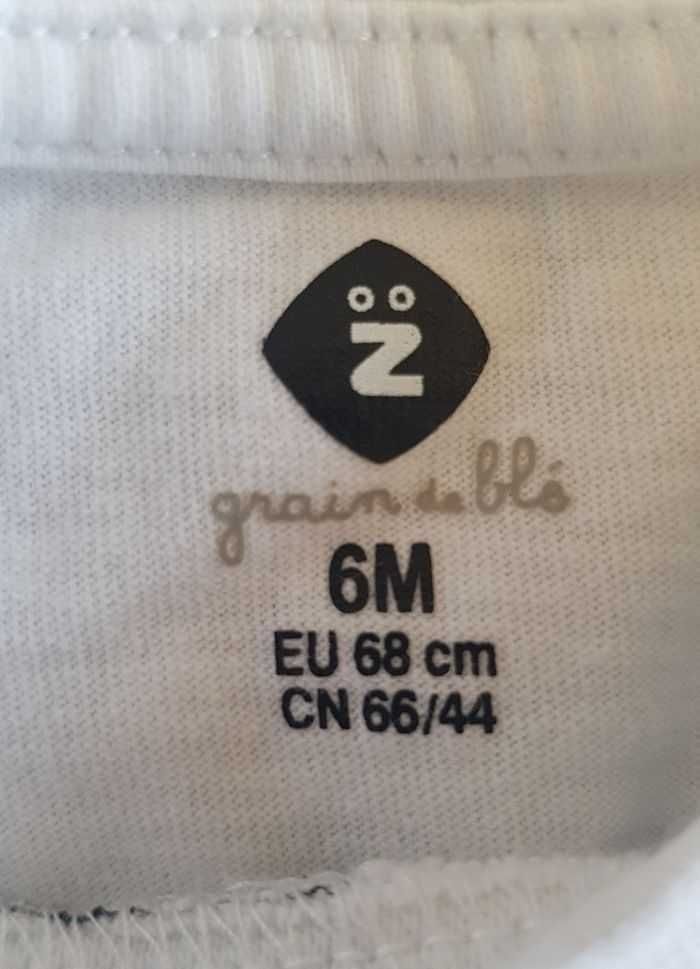 Z̈
grain de blé
6M
EU 68 cm
CN 66/44